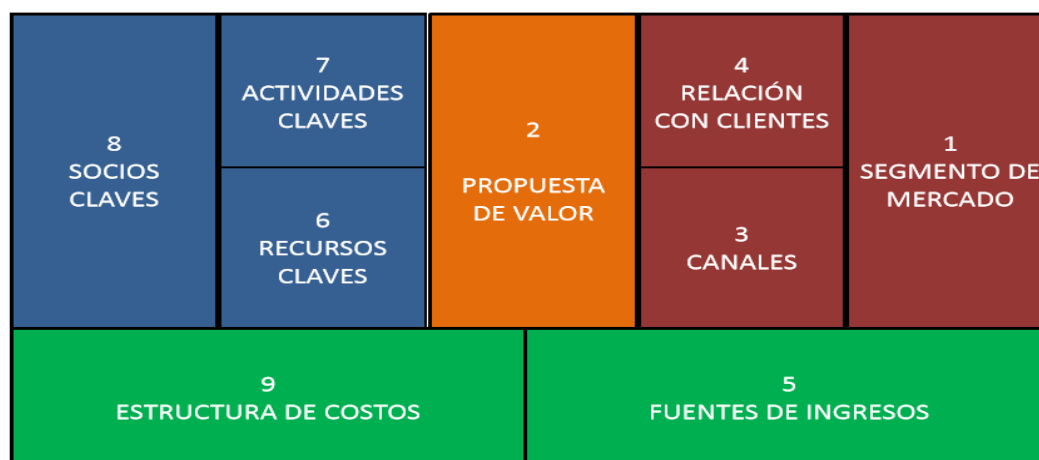 8
SOCIOS
CLAVES
7
ACTIVIDADES
CLAVES
6
RECURSOS
CLAVES
2
PROPUESTA
DE VALOR
4
RELACIÓN
CON CLIENTES
3
CANALES
1
SEGMENTO DE
MERCADO
9
ESTRUCTURA DE COSTOS
5
FUENTES DE INGRESOS